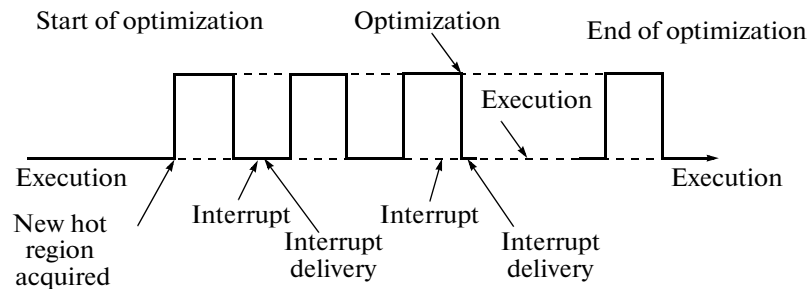 Start of optimization
Optimization
End of optimization
Execution
Execution
Execution
New hot
region
acquired
Interrupt
Interrupt
delivery
Interrupt
Interrupt
delivery